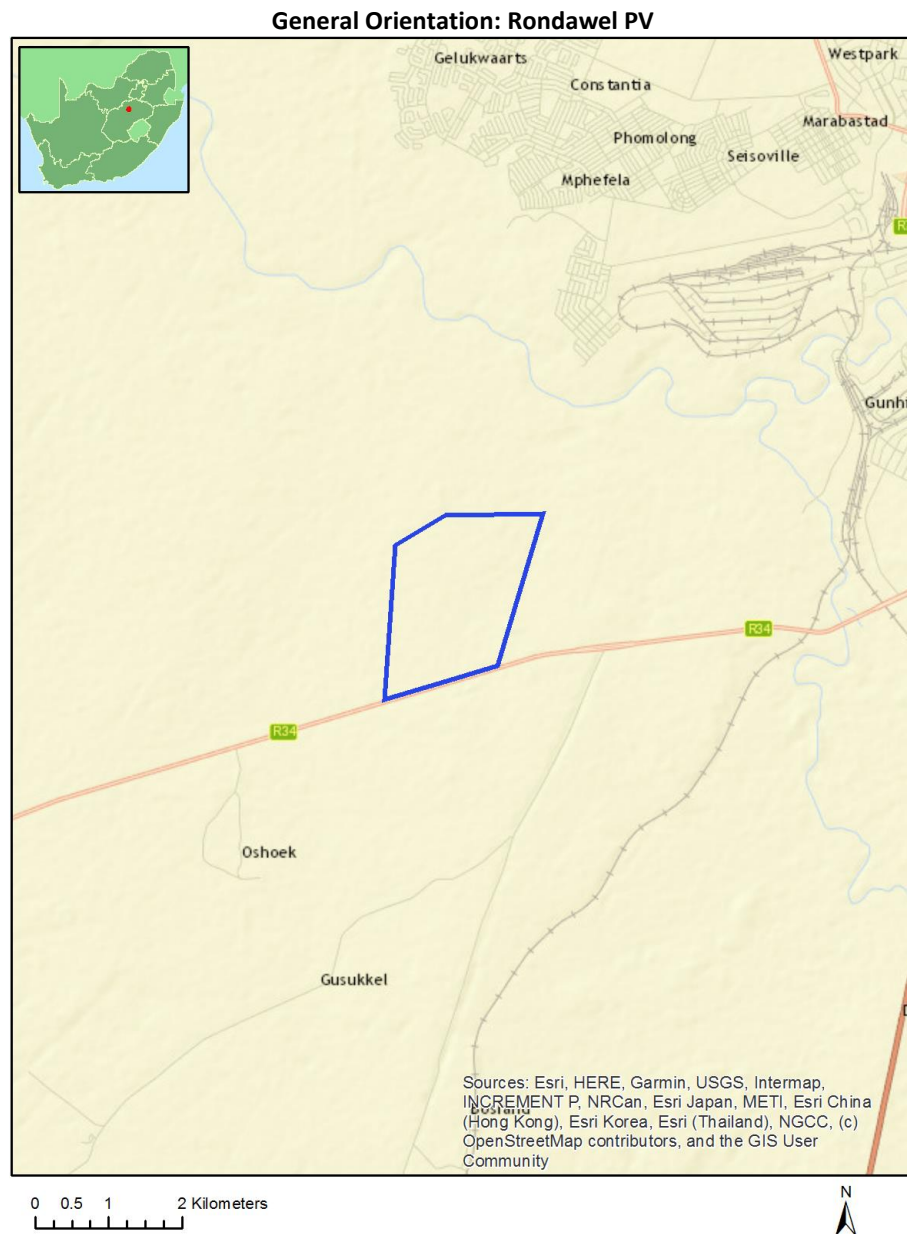 General Orientation: Rondawel PV
Westpark
Gelukwaarts
Constantia
Marabastad
Phomolong
Seisoville
Mphefela
R
Gunhf
R34
R34
Oshoek
Gusukkel
Sources: Esri, HERE, Garmin, USGS, Intermap,
INCREMENT P, NRCan, Esri Japan, METI, Esri China
(Hong Kong), Esri Korea, Esri (Thailand), NGCC, (c)
OpenStreetMap contributors, and the GIS User
Community
0 0.5 1 2 Kilometers
N